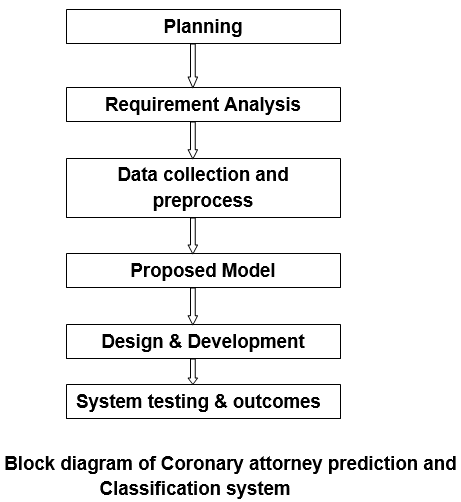 Planning
Requirement Analysis
Data collection and
preprocess
Proposed Model
Design & Development
System testing & outcomes
Block diagram of Coronary attorney prediction and
Classification system